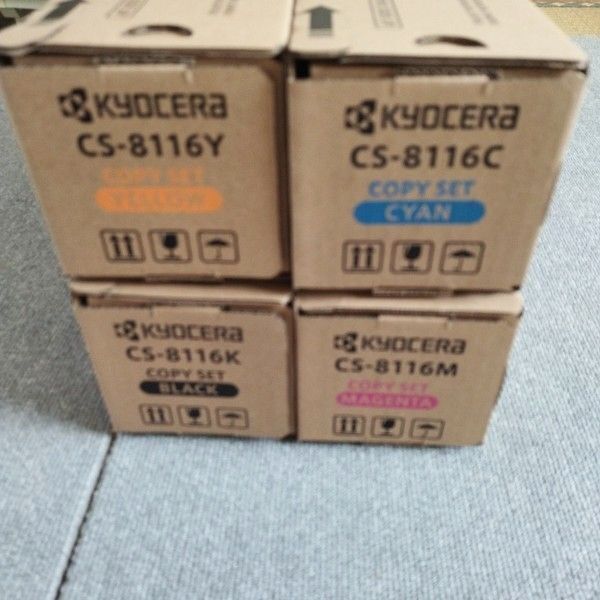 KYOCERA
CS-8116Y
COPY SET
YELLOW
KYOCERA
CS-8116C
COPY SET
CYAN
KYOCERA
CS-8116K
COPY SET
BLACK
KYOCERA
CS-8116M
COPY SET
MAGENTA